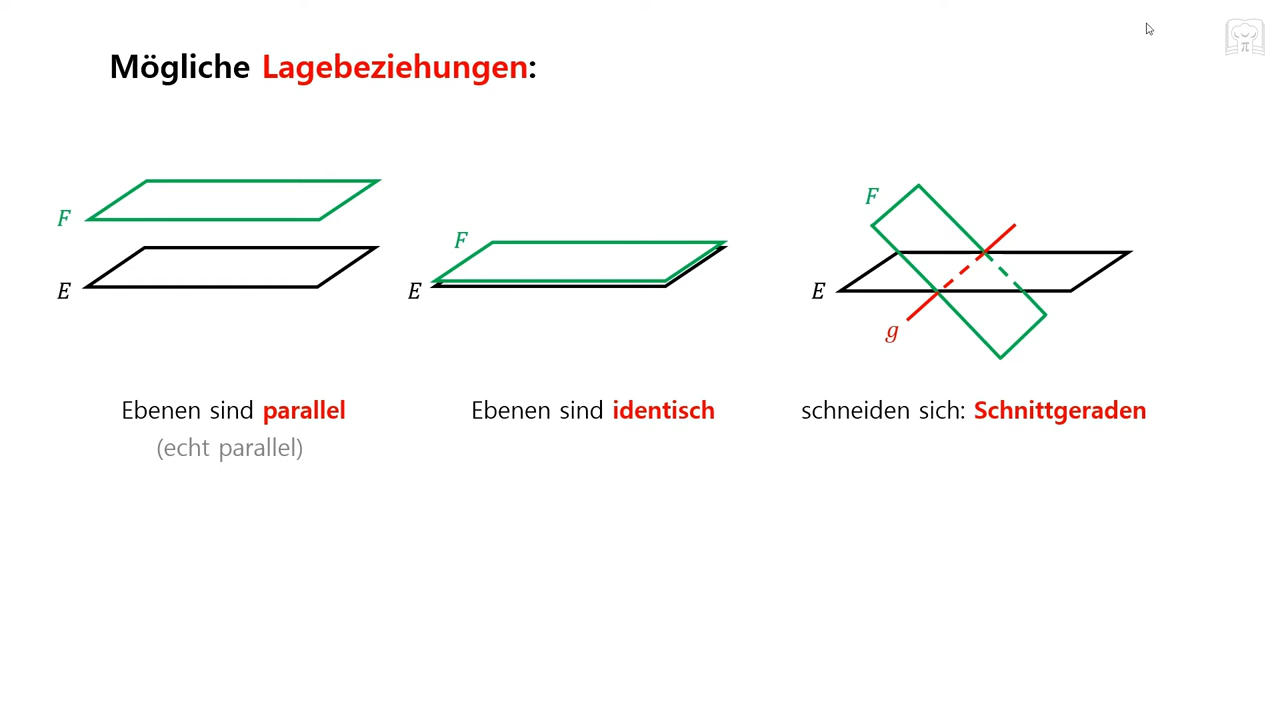 Mögliche Lagebeziehungen:
F
E
Ebenen sind parallel
(echt parallel)
F
E
Ebenen sind identisch
F
E
g
schneiden sich: Schnittgeraden
π